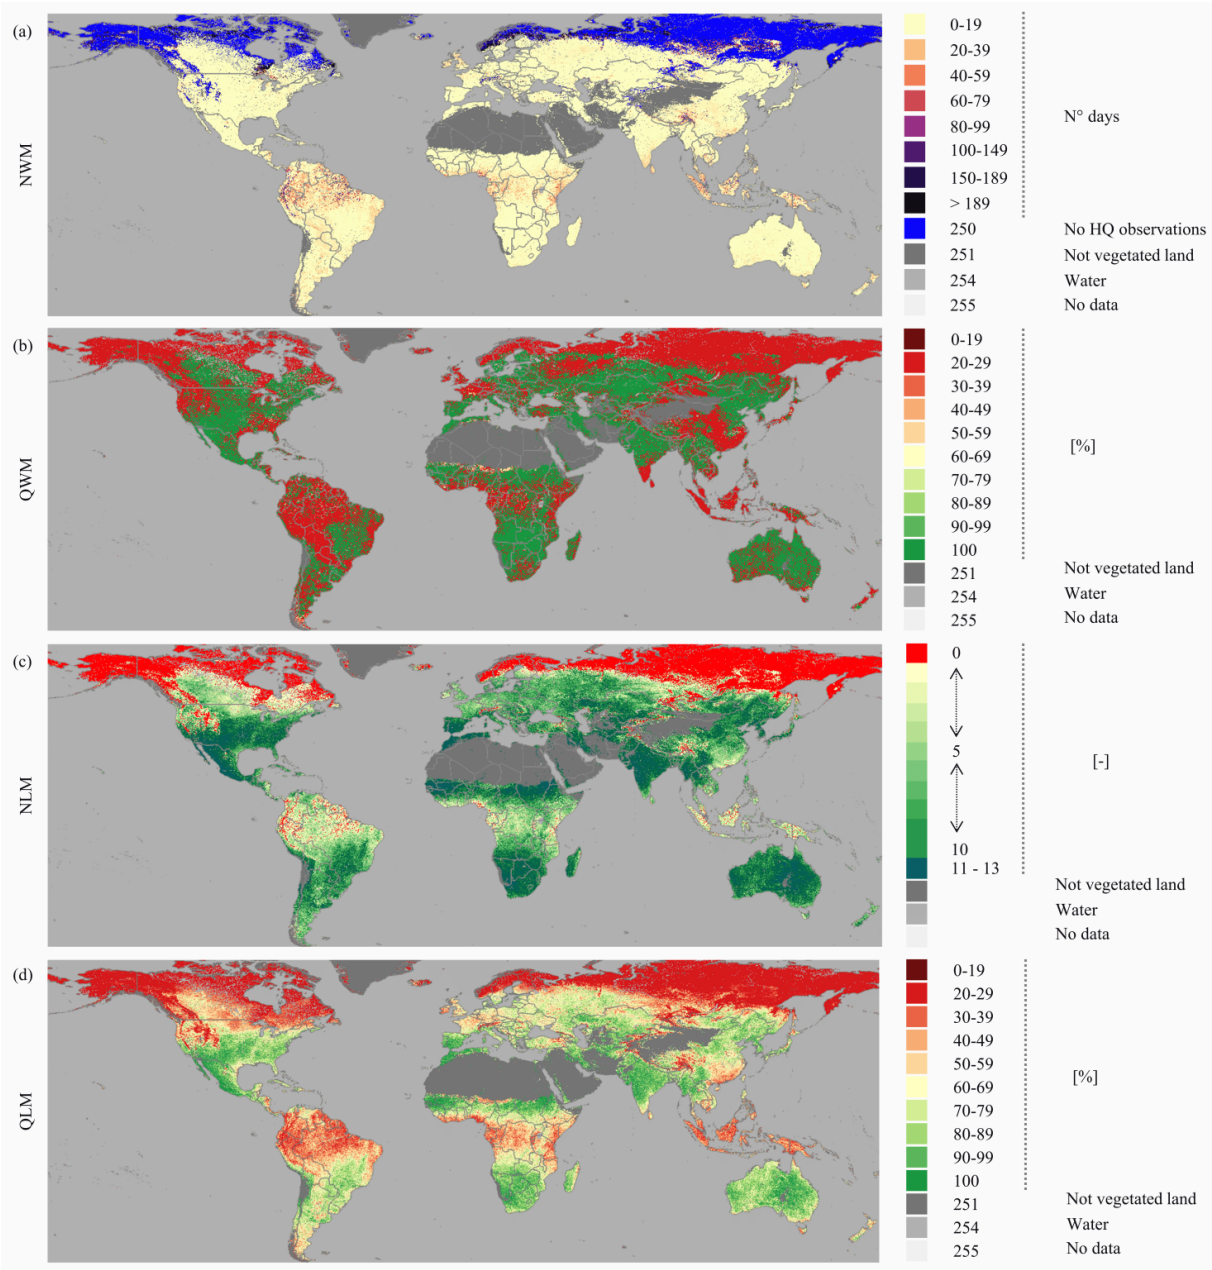 (a)
NWM
0-19
20-39
40-59
60-79
80-99
100-149
150-189
> 189
250
251
254
255
N° days
No HQ observations
Not vegetated land
Water
No data
(b)
QWM
0-19
20-29
30-39
40-49
50-59
60-69
70-79
80-89
90-99
100
251
254
255
[%]
Not vegetated land
Water
No data
(c)
NLM
0
5
10
11 - 13
[-]
Not vegetated land
Water
No data
(d)
QLM
0-19
20-29
30-39
40-49
50-59
60-69
70-79
80-89
90-99
100
251
254
255
[%]
Not vegetated land
Water
No data